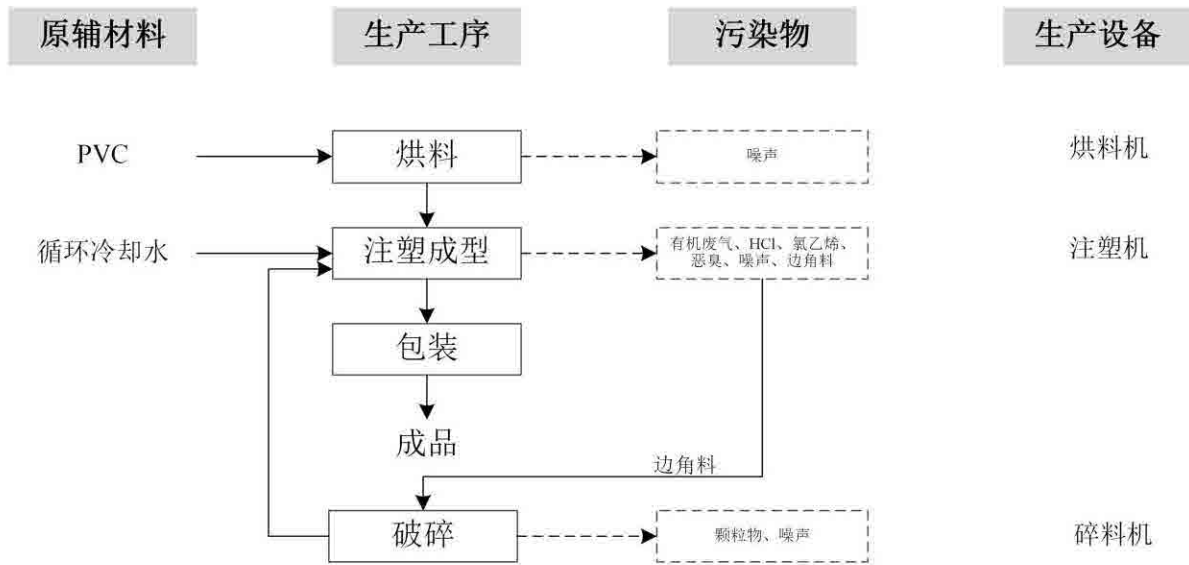 原辅材料 生产工序 污染物 生产设备
PVC 烘料 噪声 烘料机
循环冷却水 注塑成型 有机废气、HCl、氯乙烯、 注塑机
恶臭、噪声、边角料
包装
成品
边角料
破碎 颗粒物、噪声 碎料机